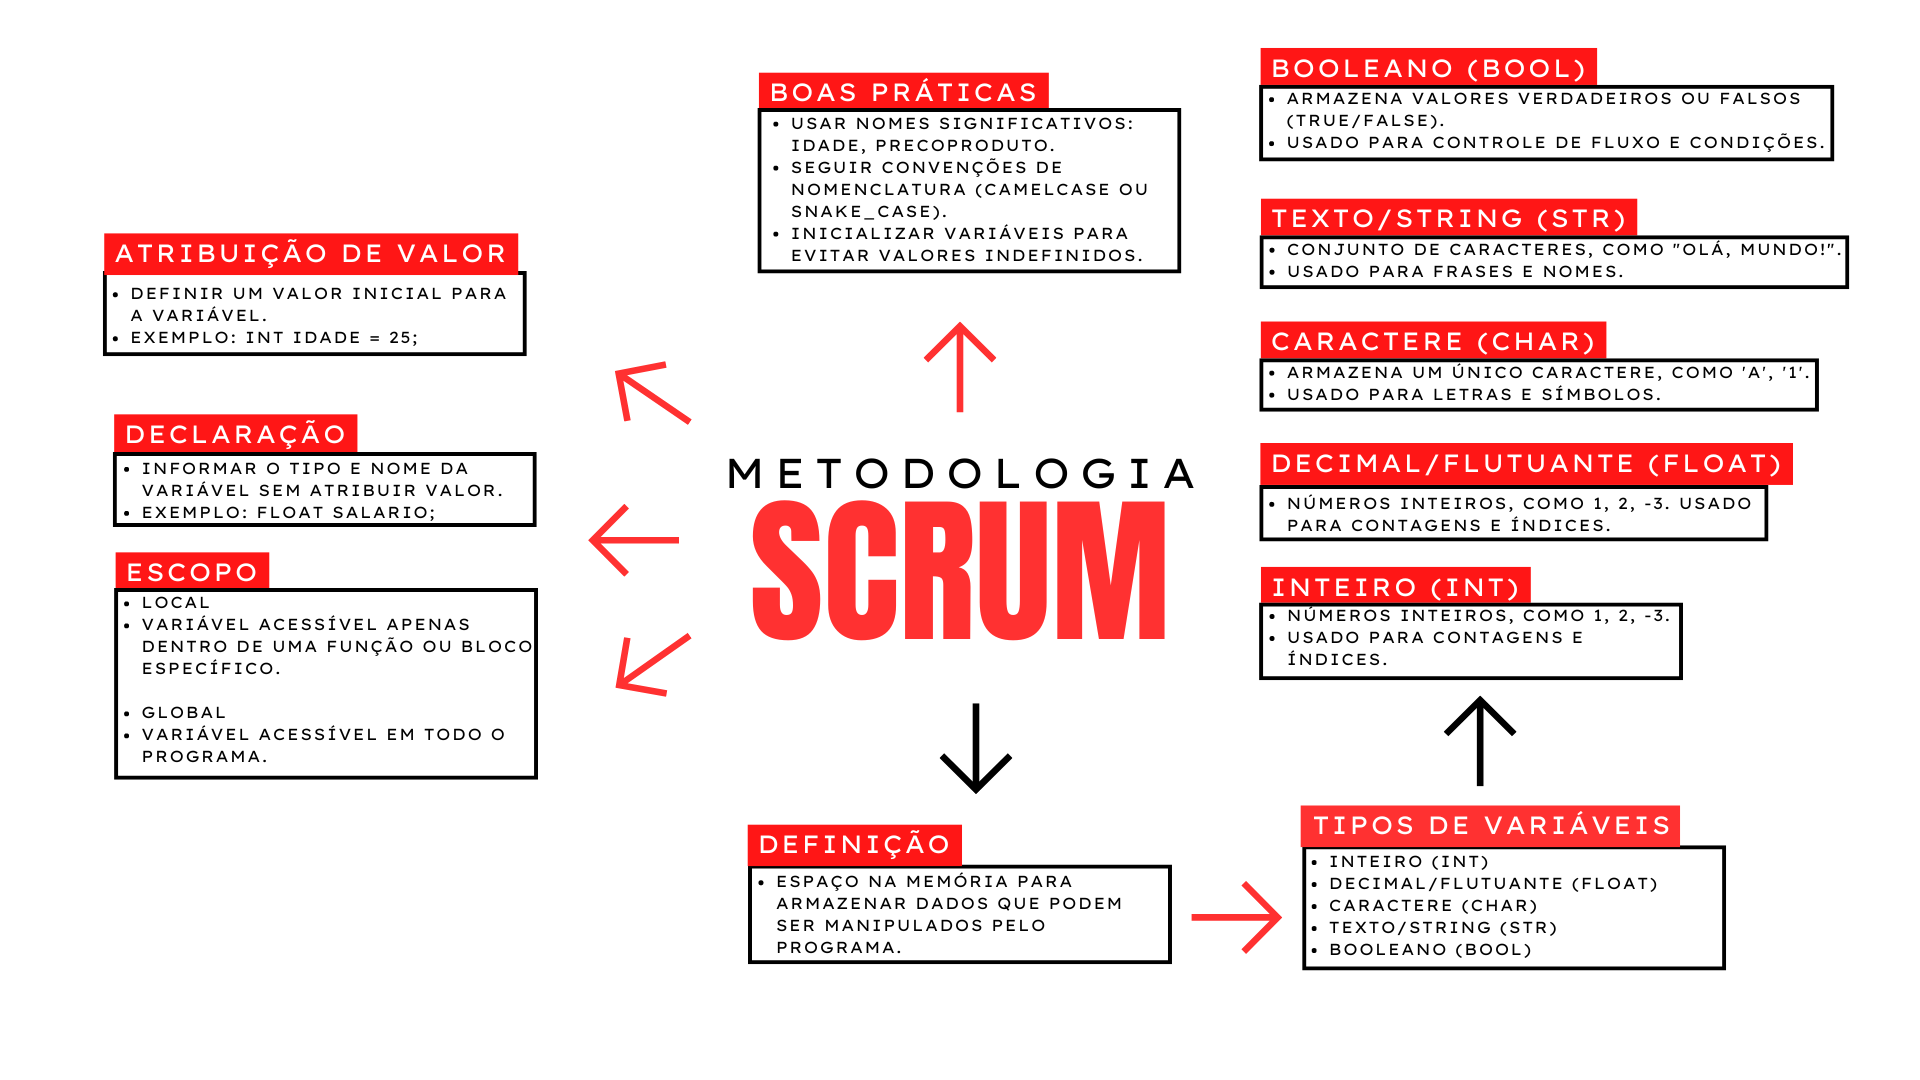 BOAS PRÁTICAS
USAR NOMES SIGNIFICATIVOS:
IDADE, PRECOPRODUTO.
SEGUIR CONVENÇÕES DE
NOMENCLATURA (CAMELCASE OU
SNAKE_CASE).
INICIALIZAR VARIÁVEIS PARA
EVITAR VALORES INDEFINIDOS.
ATRIBUIÇÃO DE VALOR
DEFINIR UM VALOR INICIAL PARA
A VARIÁVEL.
EXEMPLO: INT IDADE = 25;
DECLARAÇÃO
INFORMAR O TIPO E NOME DA
VARIÁVEL SEM ATRIBUIR VALOR.
EXEMPLO: FLOAT SALARIO;
ESCOPO
LOCAL
VARIÁVEL ACESSÍVEL APENAS
DENTRO DE UMA FUNÇÃO OU BLOCO
ESPECÍFICO.
GLOBAL
VARIÁVEL ACESSÍVEL EM TODO O
PROGRAMA.
METODOLOGIA
SCRUM
DEFINIÇÃO
ESPAÇO NA MEMÓRIA PARA
ARMAZENAR DADOS QUE PODEM
SER MANIPULADOS PELO
PROGRAMA.
BOOLEANO (BOOL)
ARMAZENA VALORES VERDADEIROS OU FALSOS
(TRUE/FALSE).
USADO PARA CONTROLE DE FLUXO E CONDIÇÕES.
TEXTO/STRING (STR)
CONJUNTO DE CARACTERES, COMO "OLÁ, MUNDO!".
USADO PARA FRASES E NOMES.
CARACTERE (CHAR)
ARMAZENA UM ÚNICO CARACTERE, COMO 'A', '1'.
USADO PARA LETRAS E SÍMBOLOS.
DECIMAL/FLUTUANTE (FLOAT)
NÚMEROS INTEIROS, COMO 1, 2, -3. USADO
PARA CONTAGENS E ÍNDICES.
INTEIRO (INT)
NÚMEROS INTEIROS, COMO 1, 2, -3.
USADO PARA CONTAGENS E
ÍNDICES.
TIPOS DE VARIÁVEIS
INTEIRO (INT)
DECIMAL/FLUTUANTE (FLOAT)
CARACTERE (CHAR)
TEXTO/STRING (STR)
BOOLEANO (BOOL)